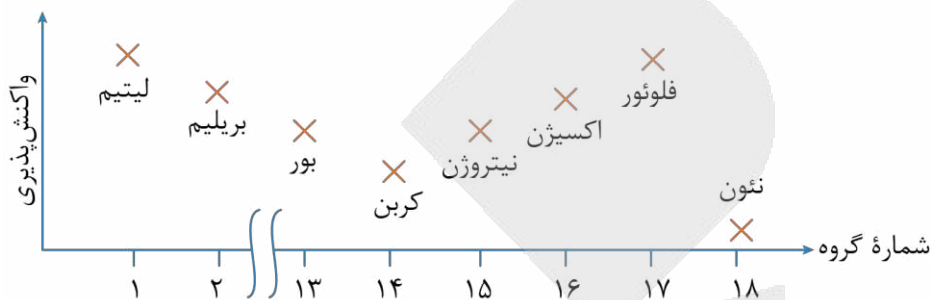 واکنش‌پذیری
لیتیم
بریلیم
بور
کربن
نیتروژن
اکسیژن
فلوئور
نئون
شمارهٔ گروه
۱ ۲ ۱۳ ۱۴ ۱۵ ۱۶ ۱۷ ۱۸